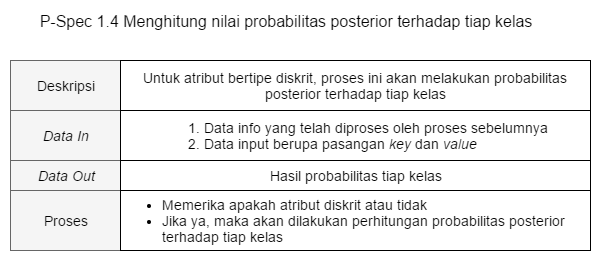 P-Spec 1.4 Menghitung nilai probabilitas posterior terhadap tiap kelas
Deskripsi
Untuk atribut bertipe diskrit, proses ini akan melakukan probabilitas
posterior terhadap tiap kelas
Data In
1. Data info yang telah diproses oleh proses sebelumnya
2. Data input berupa pasangan key dan value
Data Out
Hasil probabilitas tiap kelas
Proses
• Memerika apakah atribut diskrit atau tidak
• Jika ya, maka akan dilakukan perhitungan probabilitas posterior
terhadap tiap kelas